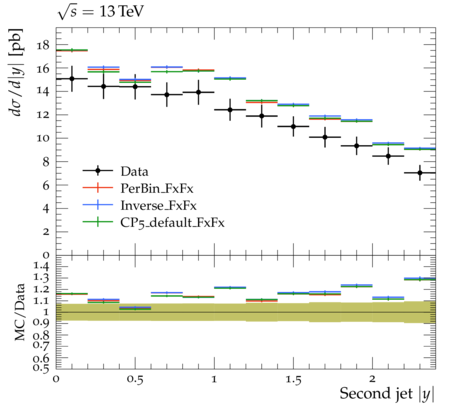 √s = 13 TeV
dσ/d|y| [pb]
18
16
14
12
10
8
6
4
2
0
Data
PerBin_FxFx
Inverse_FxFx
CP5_default_FxFx
MC/Data
1.4
1.3
1.2
1.1
1
0.9
0.8
0.7
0.6
0.5
0 0.5 1 1.5 2
Second jet |y|